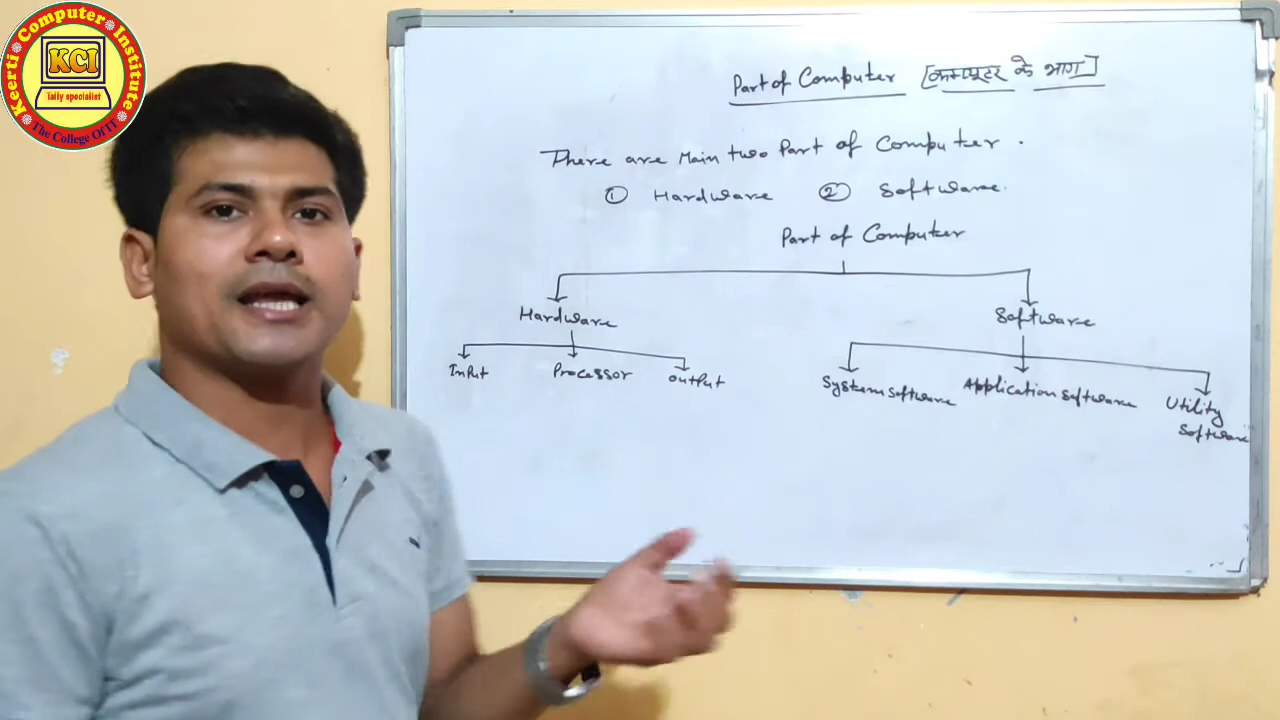 Keerti Computer Institute
KCI
Tally specialist
The College Of IT
Part of Computer [कम्प्यूटर के भाग]
There are Main two Part of Computer.
① Hardware ② Software.
Part of Computer
Hardware Software
Input Processor output
System Software Application Software Utility Software